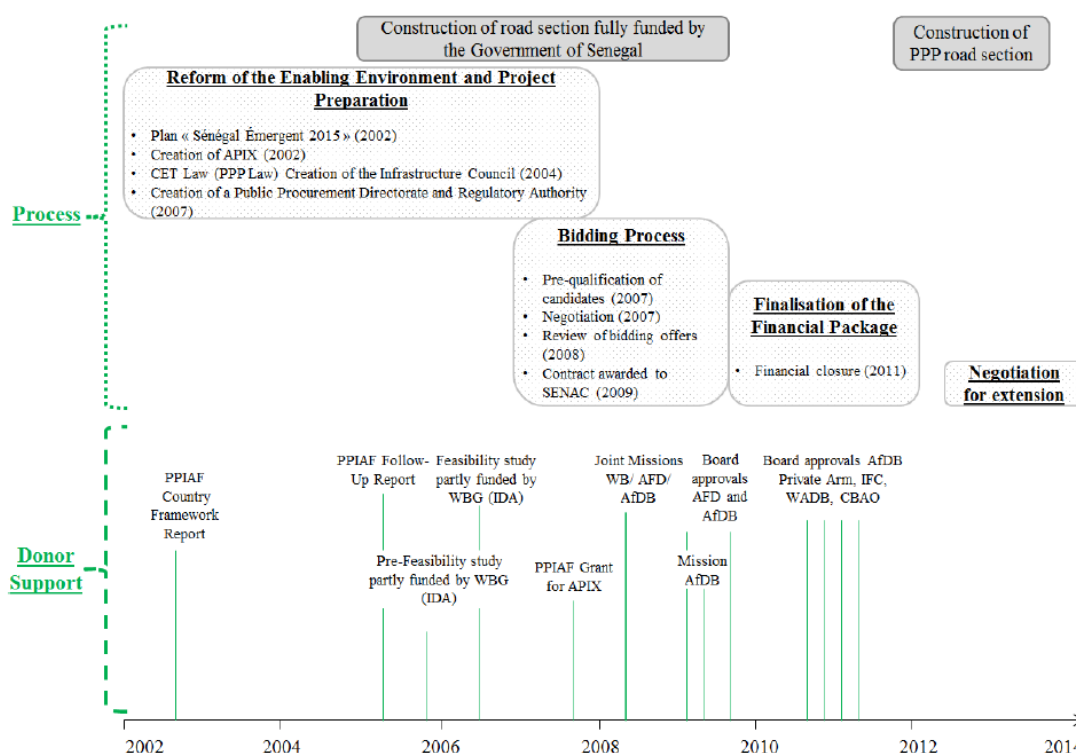 Construction of road section fully funded by
the Government of Senegal
Construction of
PPP road section
Reform of the Enabling Environment and Project
Preparation
• Plan « Sénégal Émergent 2015 » (2002)
• Creation of APIX (2002)
• CET Law (PPP Law) Creation of the Infrastructure Council (2004)
• Creation of a Public Procurement Directorate and Regulatory Authority
(2007)
Process
Bidding Process
• Pre-qualification of
candidates (2007)
• Negotiation (2007)
• Review of bidding offers
(2008)
• Contract awarded to
SENAC (2009)
Finalisation of the
Financial Package
• Financial closure (2011)
Negotiation
for extension
Donor
Support
PPIAF
Country
Framework
Report
PPIAF Follow-
Up Report
Feasibility study
partly funded by
WBG (IDA)
Pre-Feasibility study
partly funded by WBG
(IDA)
PPIAF Grant
for APIX
Joint Missions
WB/ AFD/
AfDB
Board
approvals
AFD and
AfDB
Mission
AfDB
Board approvals AfDB
Private Arm, IFC,
WADB, CBAO
2002 2004 2006 2008 2010 2012 2014